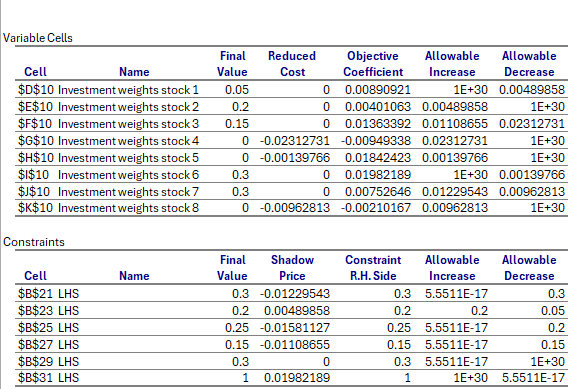 Variable Cells
Final Reduced Objective Allowable Allowable
Cell Name Value Cost Coefficient Increase Decrease
$D$10 Investment weights stock 1 0.05 0 0.00890921 1E+30 0.00489858
$E$10 Investment weights stock 2 0.2 0 0.00401063 0.00489858 1E+30
$F$10 Investment weights stock 3 0.15 0 0.01363392 0.01108655 0.02312731
$G$10 Investment weights stock 4 0 -0.02312731 -0.00949338 0.02312731 1E+30
$H$10 Investment weights stock 5 0 -0.00139766 0.01842423 0.00139766 1E+30
$I$10 Investment weights stock 6 0.3 0 0.01982189 1E+30 0.00139766
$J$10 Investment weights stock 7 0.3 0 0.00752646 0.01229543 0.00962813
$K$10 Investment weights stock 8 0 -0.00962813 -0.00210167 0.00962813 1E+30
Constraints
Final Shadow Constraint Allowable Allowable
Cell Name Value Price R.H. Side Increase Decrease
$B$21 LHS 0.3 -0.01229543 0.3 5.5511E-17 0.3
$B$23 LHS 0.2 0.00489858 0.2 0.2 0.05
$B$25 LHS 0.25 -0.01581127 0.25 5.5511E-17 0.2
$B$27 LHS 0.15 -0.01108655 0.15 5.5511E-17 0.15
$B$29 LHS 0.3 0 0.3 5.5511E-17 1E+30
$B$31 LHS 1 0.01982189 1 1E+30 5.5511E-17